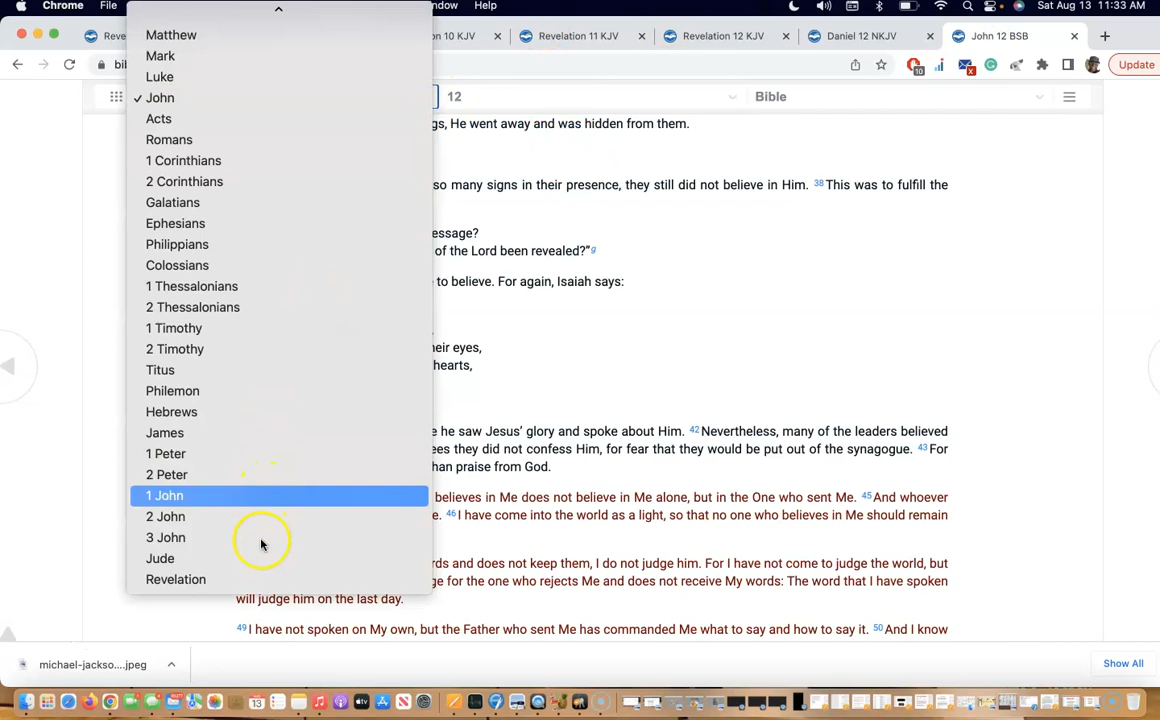 Chrome File ndow Help Sat Aug 13 11:33 AM
Reve on 10 KJV Revelation 11 KJV Revelation 12 KJV Daniel 12 NKJV John 12 BSB
bil 10 x Update
12 Bible
Matthew
Mark
Luke
✓ John
Acts
Romans
1 Corinthians
2 Corinthians
Galatians
Ephesians
Philippians
Colossians
1 Thessalonians
2 Thessalonians
1 Timothy
2 Timothy
Titus
Philemon
Hebrews
James
1 Peter
2 Peter
1 John
2 John
3 John
Jude
Revelation
gs, He went away and was hidden from them.
so many signs in their presence, they still did not believe in Him. 38 This was to fulfill the
essage?
of the Lord been revealed?” g
to believe. For again, Isaiah says:
heir eyes,
hearts,
e he saw Jesus’ glory and spoke about Him. 42 Nevertheless, many of the leaders believed
ees they did not confess Him, for fear that they would be put out of the synagogue. 43 For
han praise from God.
believes in Me does not believe in Me alone, but in the One who sent Me. 45 And whoever
e. 46 I have come into the world as a light, so that no one who believes in Me should remain
rds and does not keep them, I do not judge him. For I have not come to judge the world, but
ge for the one who rejects Me and does not receive My words: The word that I have spoken
will judge him on the last day.
49 I have not spoken on My own, but the Father who sent Me has commanded Me what to say and how to say it. 50 And I know
michael-jackso....jpeg Show All